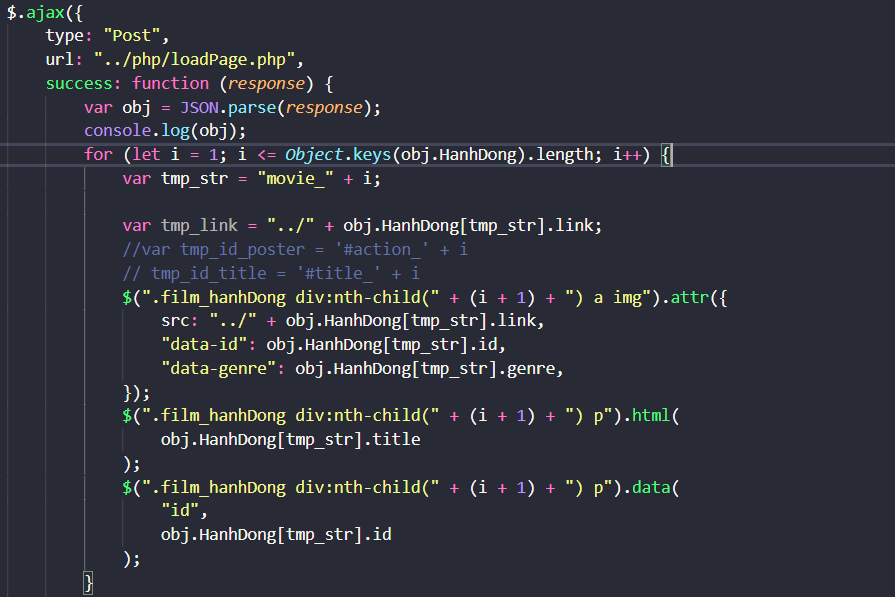 $.ajax({
type: "Post",
url: "../php/loadPage.php",
success: function (response) {
var obj = JSON.parse(response);
console.log(obj);
for (let i = 1; i <= Object.keys(obj.HanhDong).length; i++) {
var tmp_str = "movie_" + i;
var tmp_link = "../" + obj.HanhDong[tmp_str].link;
//var tmp_id_poster = '#action_' + i
// tmp_id_title = '#title_' + i
$(".film_hanhDong div:nth-child(" + (i + 1) + ") a img").attr({
src: "../" + obj.HanhDong[tmp_str].link,
"data-id": obj.HanhDong[tmp_str].id,
"data-genre": obj.HanhDong[tmp_str].genre,
});
$(".film_hanhDong div:nth-child(" + (i + 1) + ") p").html(
obj.HanhDong[tmp_str].title
);
$(".film_hanhDong div:nth-child(" + (i + 1) + ") p").data(
"id",
obj.HanhDong[tmp_str].id
);
}